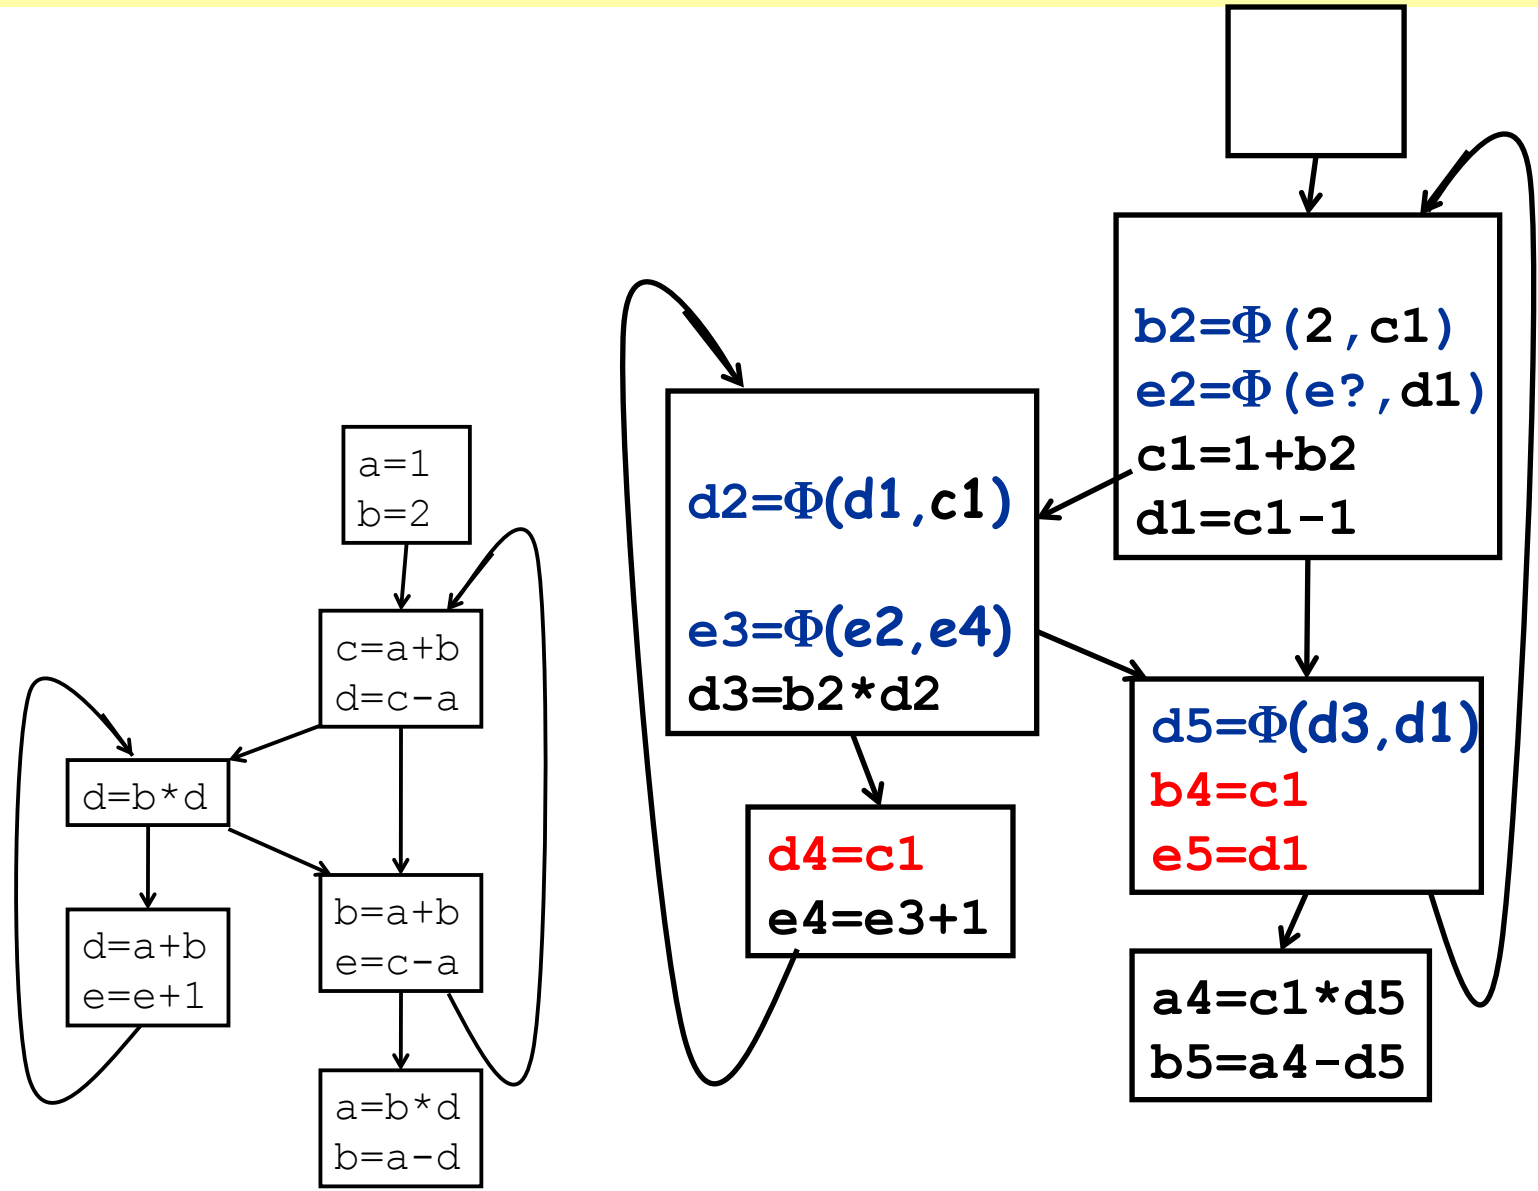 a=1
b=2
c=a+b
d=c-a
d=b*d
d=a+b
e=e+1
b=a+b
e=c-a
a=b*d
b=a-d
b2=Φ(2,c1)
e2=Φ(e?,d1)
c1=1+b2
d1=c1-1
d2=Φ(d1,c1)
e3=Φ(e2,e4)
d3=b2*d2
d4=c1
e4=e3+1
d5=Φ(d3,d1)
b4=c1
e5=d1
a4=c1*d5
b5=a4-d5